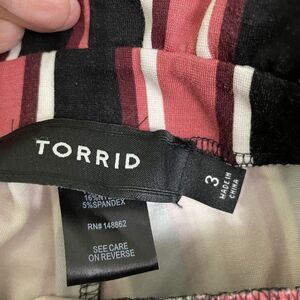 TORRID
3
MADE IN
CHINA
5%SPANDEX
RN# 148862
SEE CARE
ON REVERSE